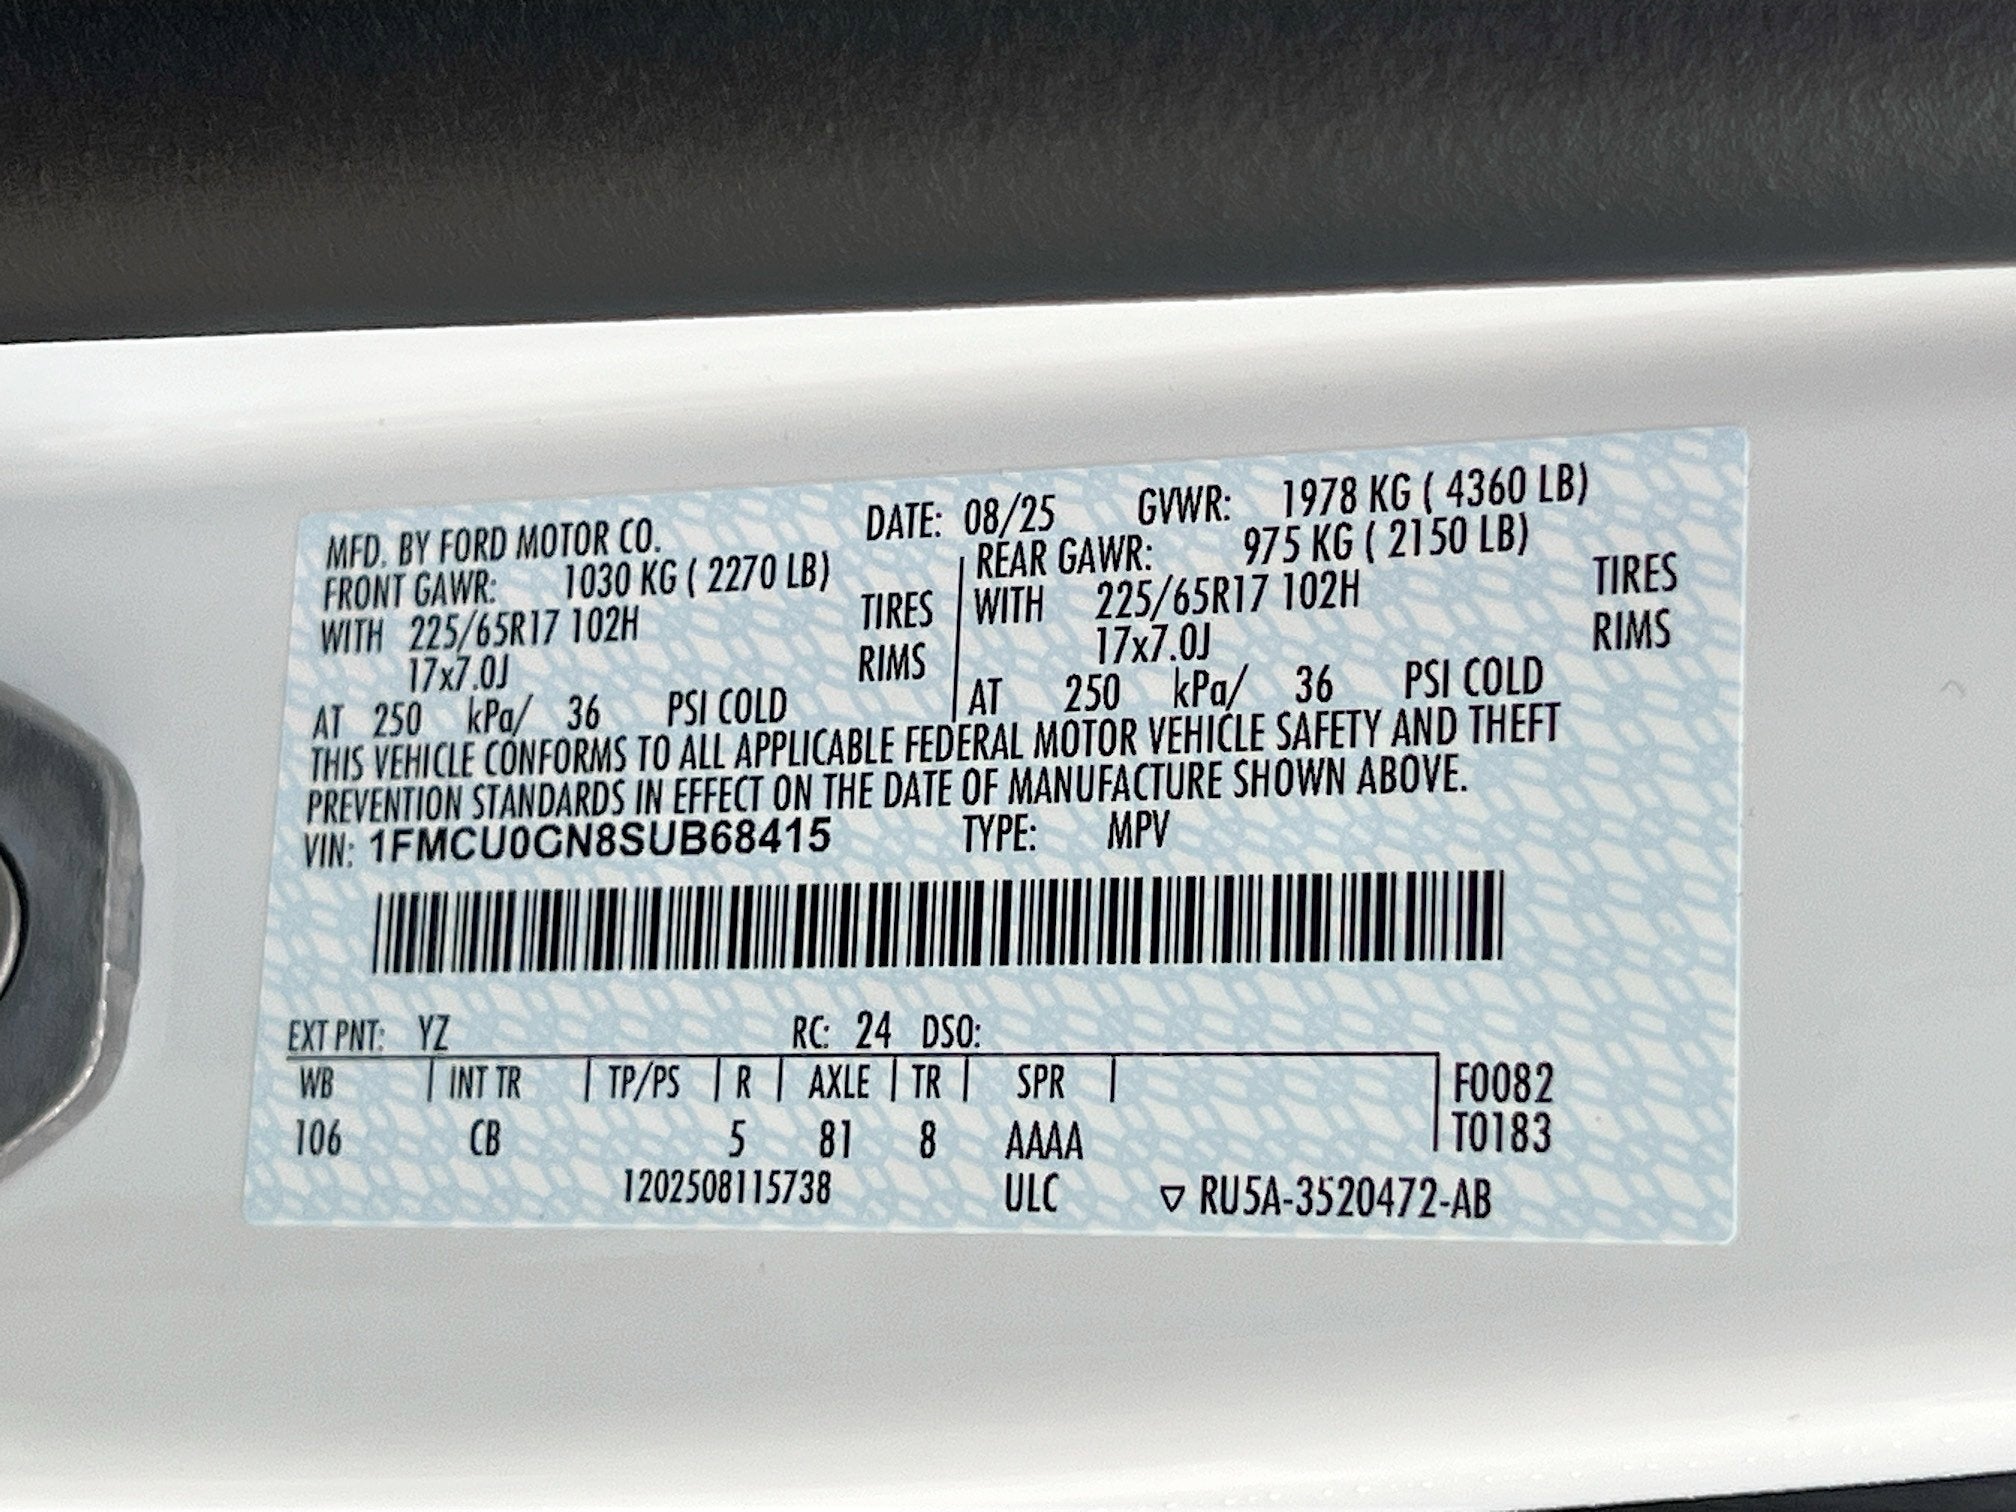 MFD. BY FORD MOTOR CO. DATE: 08/25 GVWR: 1978 KG ( 4360 LB)
FRONT GAWR: 1030 KG ( 2270 LB) REAR GAWR: 975 KG ( 2150 LB)
WITH 225/65R17 102H TIRES WITH 225/65R17 102H TIRES
17x7.0J RIMS 17x7.0J RIMS
AT 250 kPa/ 36 PSI COLD AT 250 kPa/ 36 PSI COLD
THIS VEHICLE CONFORMS TO ALL APPLICABLE FEDERAL MOTOR VEHICLE SAFETY AND THEFT
PREVENTION STANDARDS IN EFFECT ON THE DATE OF MANUFACTURE SHOWN ABOVE.
VIN: 1FMCU0GN8SUB68415 TYPE: MPV
EXT PNT: YZ RC: 24 DSO:
WB INT TR TP/PS R AXLE TR SPR F0082
106 CB 5 81 8 AAAA T0183
1202508115738 ULC ▽ RU5A-3520472-AB